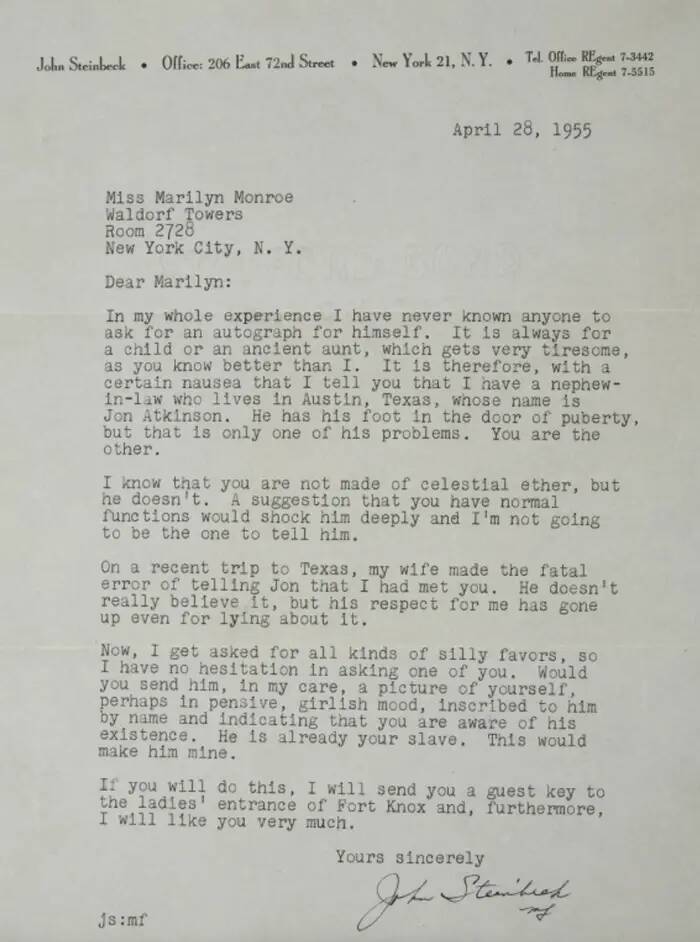 John Steinbeck • Office: 206 East 72nd Street • New York 21, N. Y. • Tel. Office REgent 7-3442
Home REgent 7-5515
April 28, 1955
Miss Marilyn Monroe
Waldorf Towers
Room 2728
New York City, N. Y.
Dear Marilyn:
In my whole experience I have never known anyone to
ask for an autograph for himself. It is always for
a child or an ancient aunt, which gets very tiresome,
as you know better than I. It is therefore, with a
certain nausea that I tell you that I have a nephew-
in-law who lives in Austin, Texas, whose name is
Jon Atkinson. He has his foot in the door of puberty,
but that is only one of his problems. You are the
other.
I know that you are not made of celestial ether, but
he doesn't. A suggestion that you have normal
functions would shock him deeply and I'm not going
to be the one to tell him.
On a recent trip to Texas, my wife made the fatal
error of telling Jon that I had met you. He doesn't
really believe it, but his respect for me has gone
up even for lying about it.
Now, I get asked for all kinds of silly favors, so
I have no hesitation in asking one of you. Would
you send him, in my care, a picture of yourself,
perhaps in pensive, girlish mood, inscribed to him
by name and indicating that you are aware of his
existence. He is already your slave. This would
make him mine.
If you will do this, I will send you a guest key to
the ladies' entrance of Fort Knox and, furthermore,
I will like you very much.
Yours sincerely
John Steinbeck
mf
js:mf